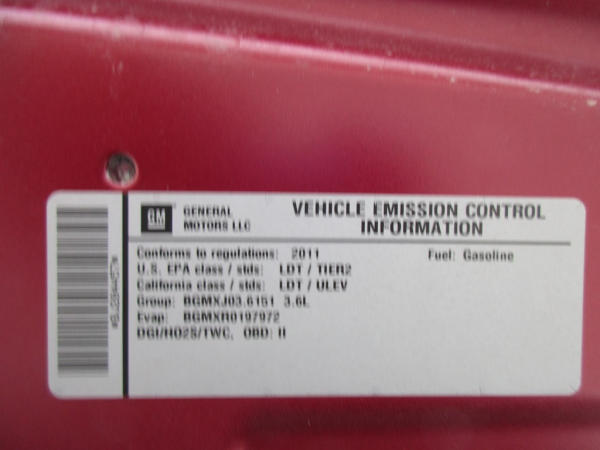 GM
GENERAL
MOTORS LLC
VEHICLE EMISSION CONTROL
INFORMATION
Conforms to regulations: 2011 Fuel: Gasoline
U.S. EPA class / stds: LDT / TIER2
California class / stds: LDT / ULEV
Group: BGMXJ03.6151 3.6L
Evap: BGMXR0197972
DGI/HO2S/TWC, OBD: II